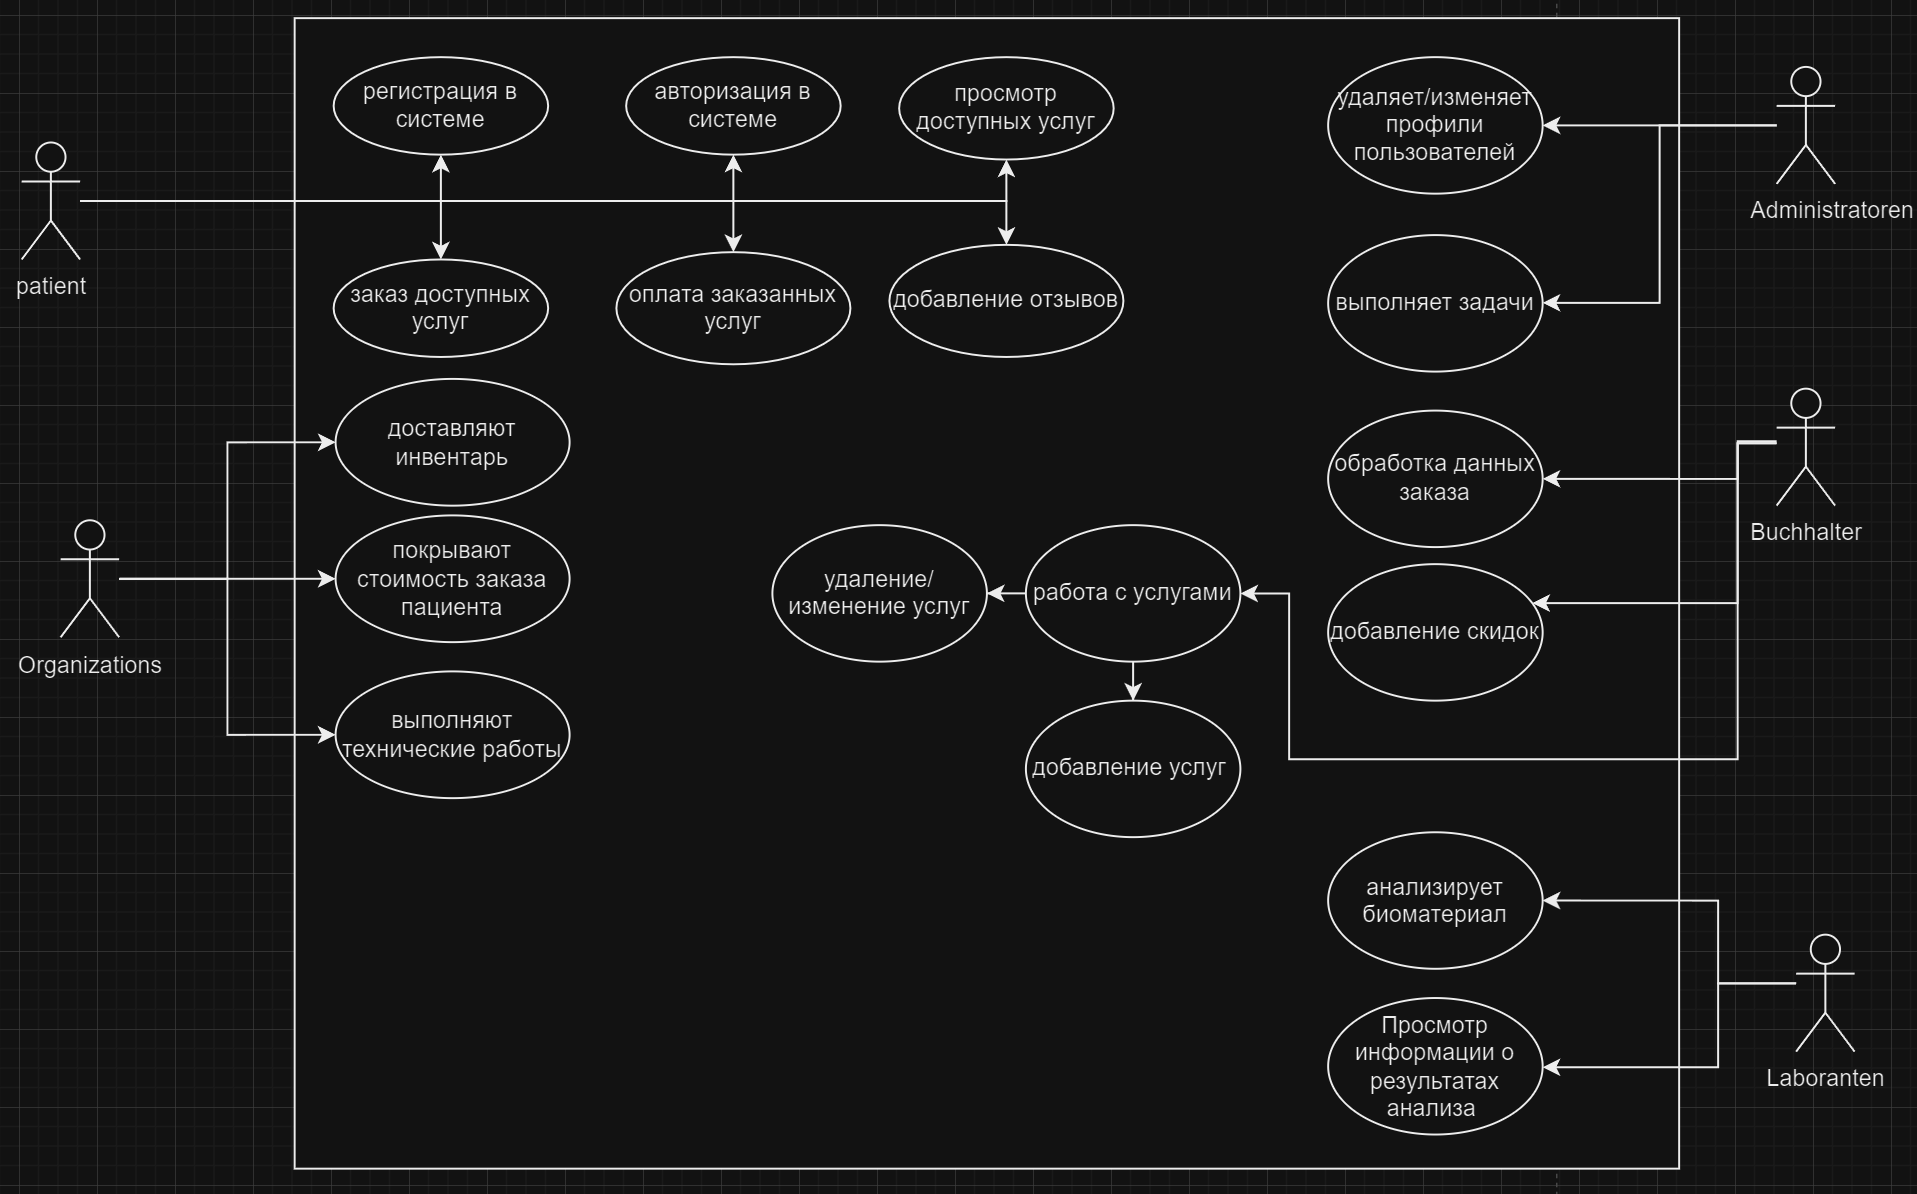 регистрация в
системе
авторизация в
системе
просмотр
доступных услуг
удаляет/изменяет
профили
пользователей
Administratoren
patient
заказ доступных
услуг
оплата заказанных
услуг
добавление отзывов
выполняет задачи
доставляют
инвентарь
обработка данных
заказа
Buchhalter
покрывают
стоимость заказа
пациента
Organizations
удаление/
изменение услуг
работа с услугами
добавление скидок
выполняют
технические работы
добавление услуг
анализирует
биоматериал
Просмотр
информации о
результатах
анализа
Laboranten